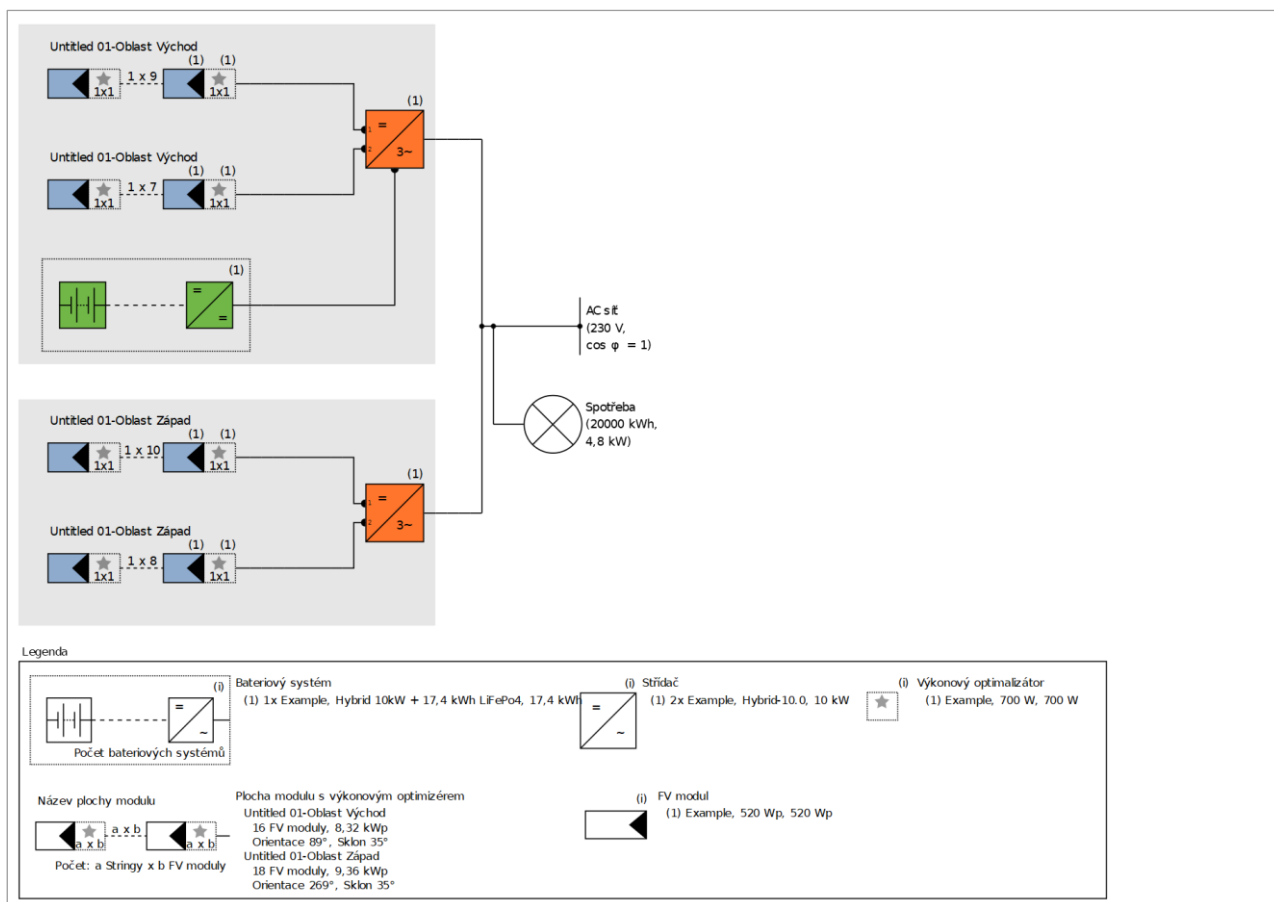 Untitled 01-Oblast Východ
(1) (1)
1 x 9
1x1 1x1
(1)
1
=
2
3~
Untitled 01-Oblast Východ
(1) (1)
1 x 7
1x1 1x1
(1)
=
=
AC síť
(230 V,
cos φ = 1)
Spotřeba
(20000 kWh,
4,8 kW)
Untitled 01-Oblast Západ
(1) (1)
1 x 10
1x1 1x1
(1)
1
=
2
3~
Untitled 01-Oblast Západ
(1) (1)
1 x 8
1x1 1x1
Legenda
(i) Bateriový systém
(1) 1x Example, Hybrid 10kW + 17,4 kWh LiFePo4, 17,4 kWh
=
~
Počet bateriových systémů
(i) Střídač
(1) 2x Example, Hybrid-10.0, 10 kW
=
~
(i) Výkonový optimalizátor
(1) Example, 700 W, 700 W
Název plochy modulu
a x b
a x b a x b
Počet: a Stringy x b FV moduly
Plocha modulu s výkonovým optimizérem
Untitled 01-Oblast Východ
16 FV moduly, 8,32 kWp
Orientace 89°, Sklon 35°
Untitled 01-Oblast Západ
18 FV moduly, 9,36 kWp
Orientace 269°, Sklon 35°
(i) FV modul
(1) Example, 520 Wp, 520 Wp